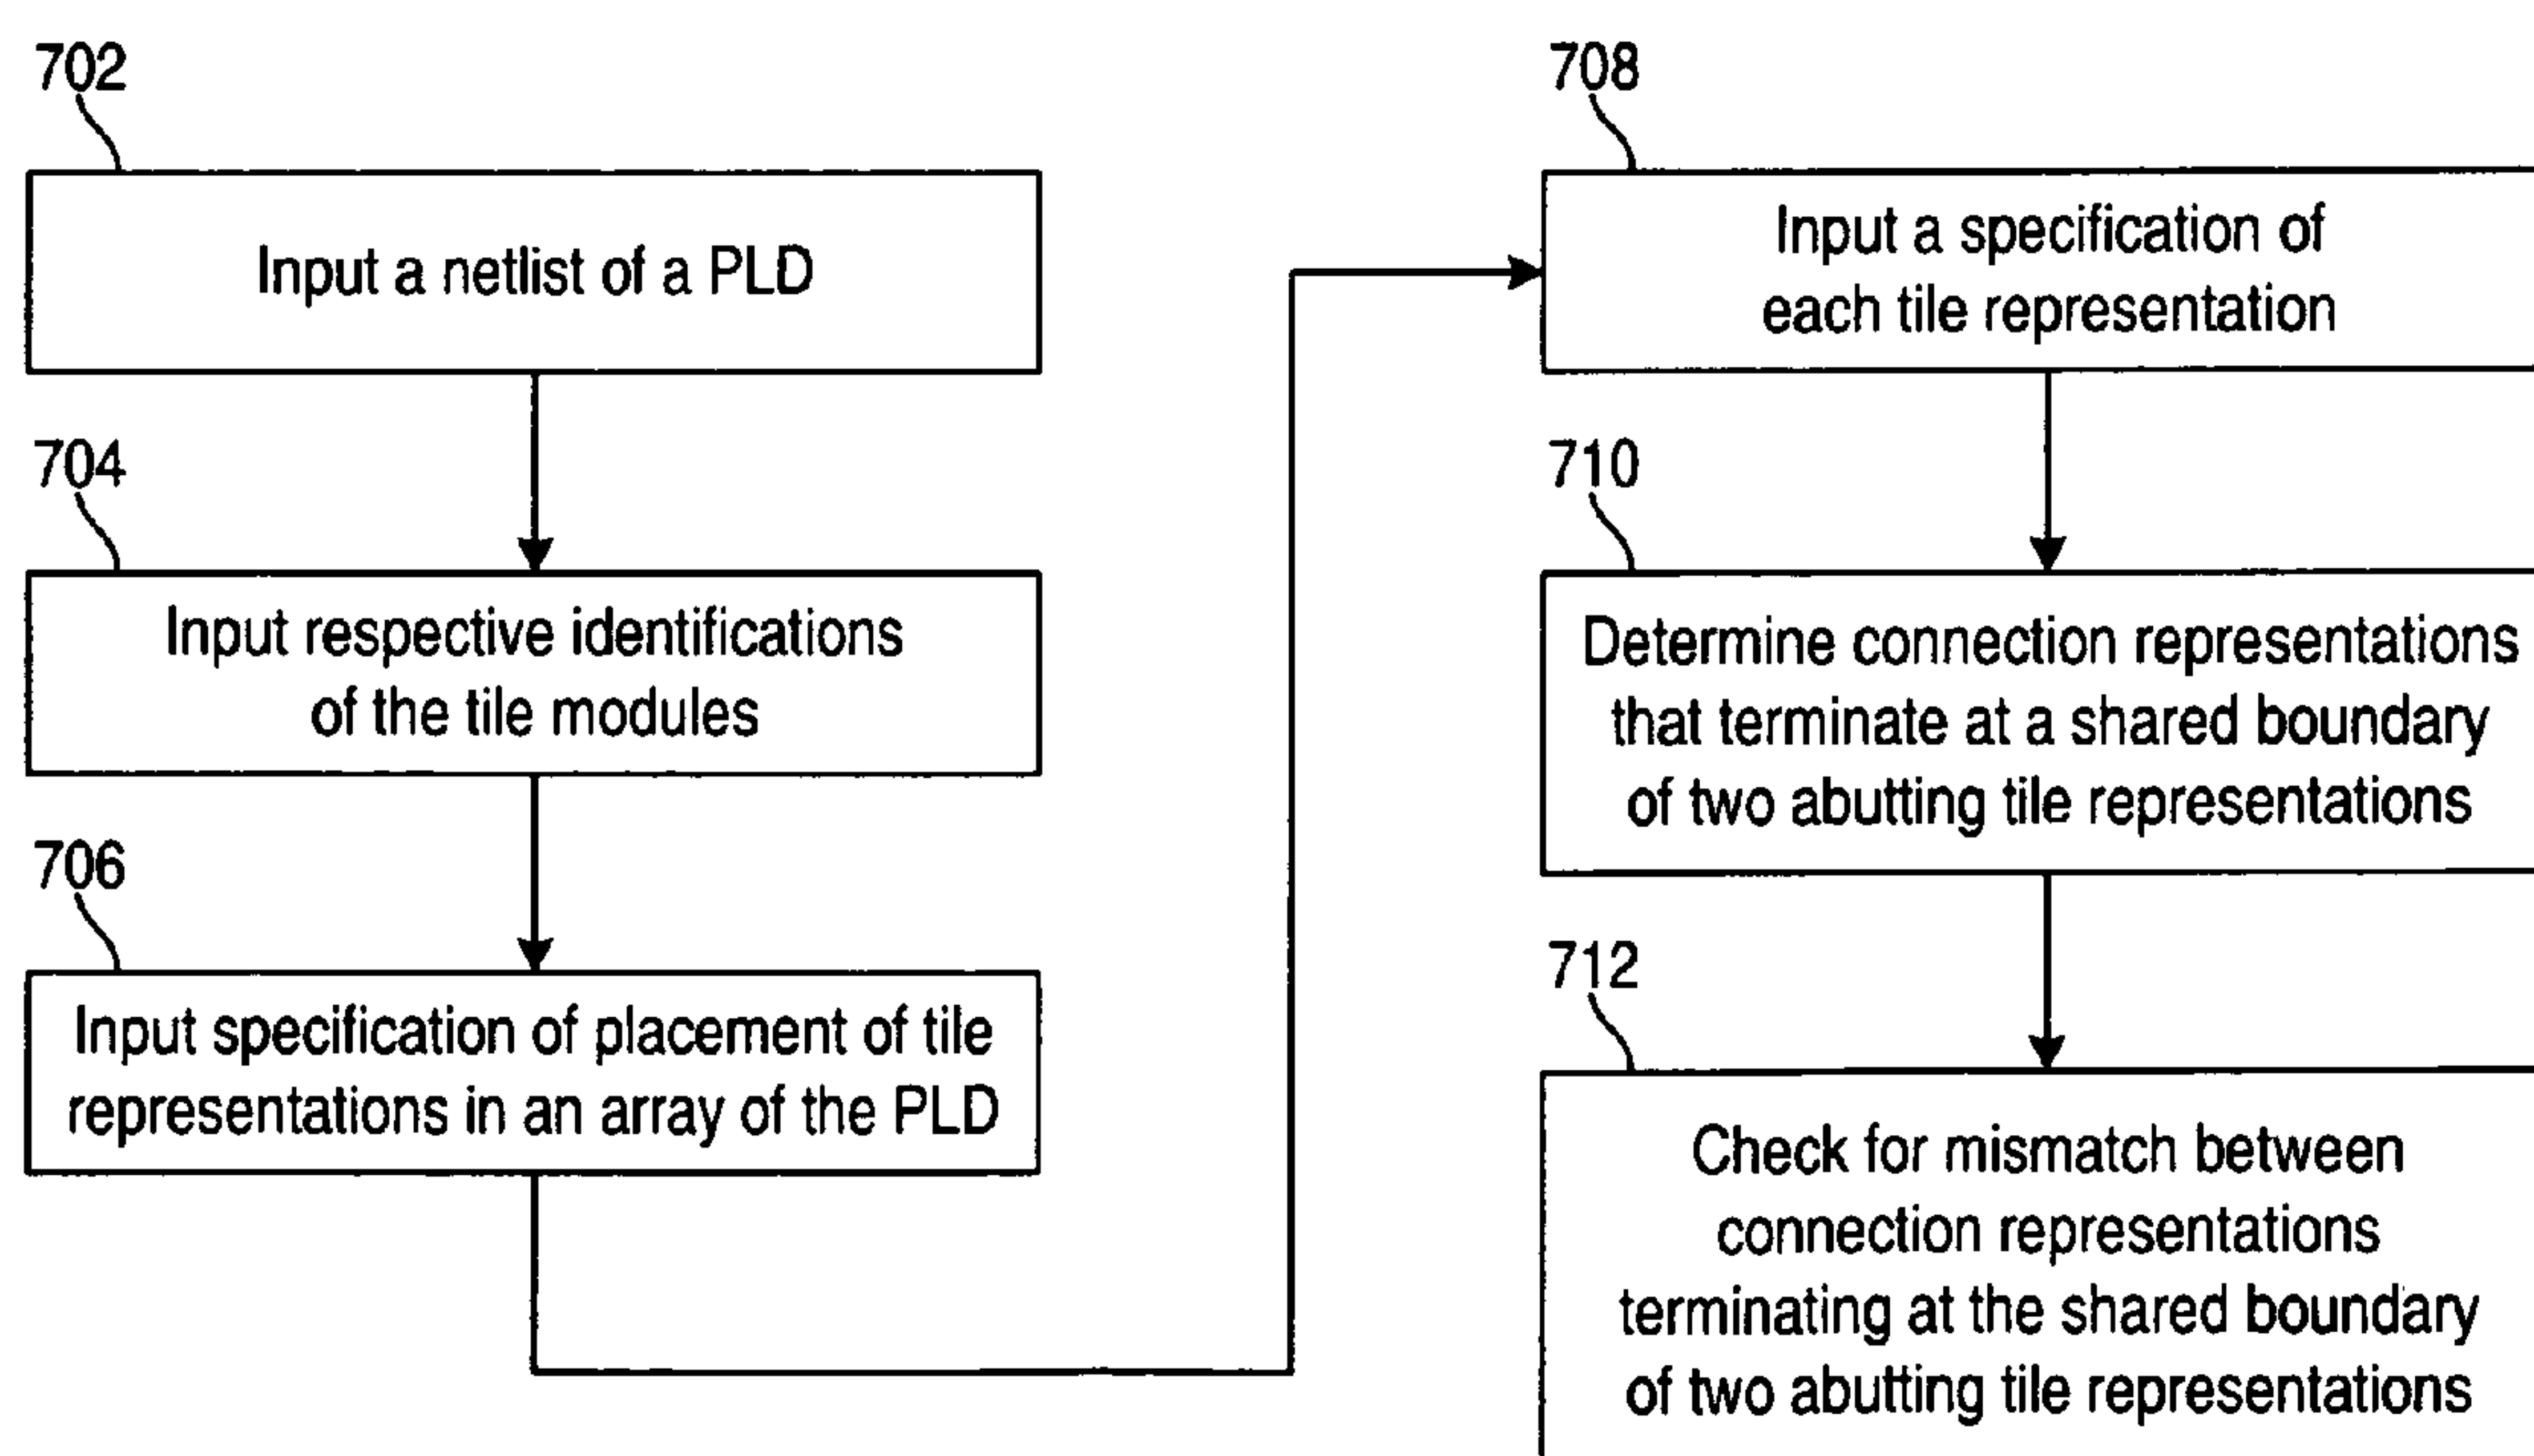 702
Input a netlist of a PLD
704
Input respective identifications
of the tile modules
706
Input specification of placement of tile
representations in an array of the PLD
708
Input a specification of
each tile representation
710
Determine connection representations
that terminate at a shared boundary
of two abutting tile representations
712
Check for mismatch between
connection representations
terminating at the shared boundary
of two abutting tile representations